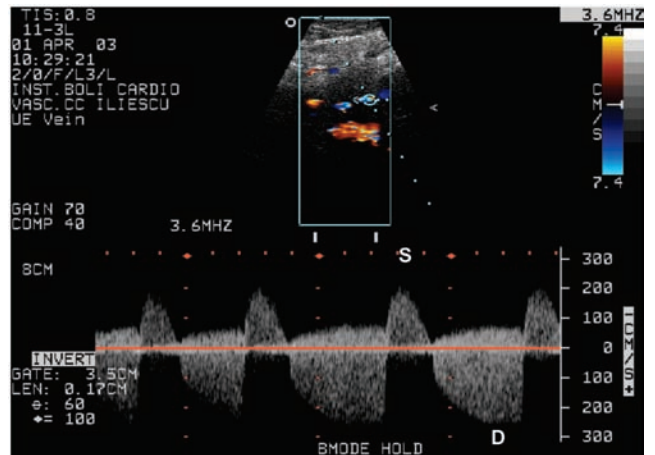 TIS:0.8
11-3L
01 APR 03
10:29:21
2/0/F/L3/L
INST.BOLI CARDIO
VASC.CC ILIESCU
UE Vein
GAIN 70
COMP 40
3.6MHZ
3.6MHZ
7.4
C
M
/
S
7.4
8CM
S
300
200
100
0
100
200
300
-CM/S+
INVERT
GATE: 3.5CM
LEN: 0.17CM
θ: 60
= 100
D
BMODE HOLD